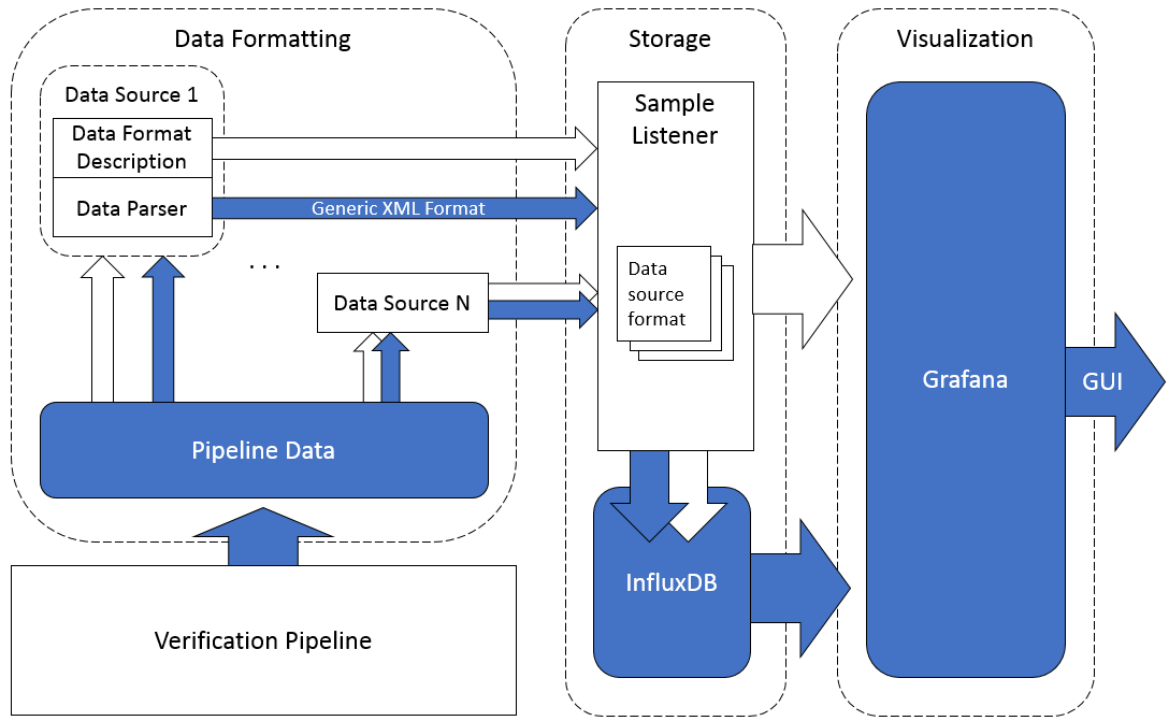 Data Formatting
Data Source 1
Data Format
Description
Data Parser
Generic XML Format
. . .
Data Source N
Pipeline Data
Verification Pipeline
Storage
Sample
Listener
Data
source
format
InfluxDB
Visualization
Grafana
GUI